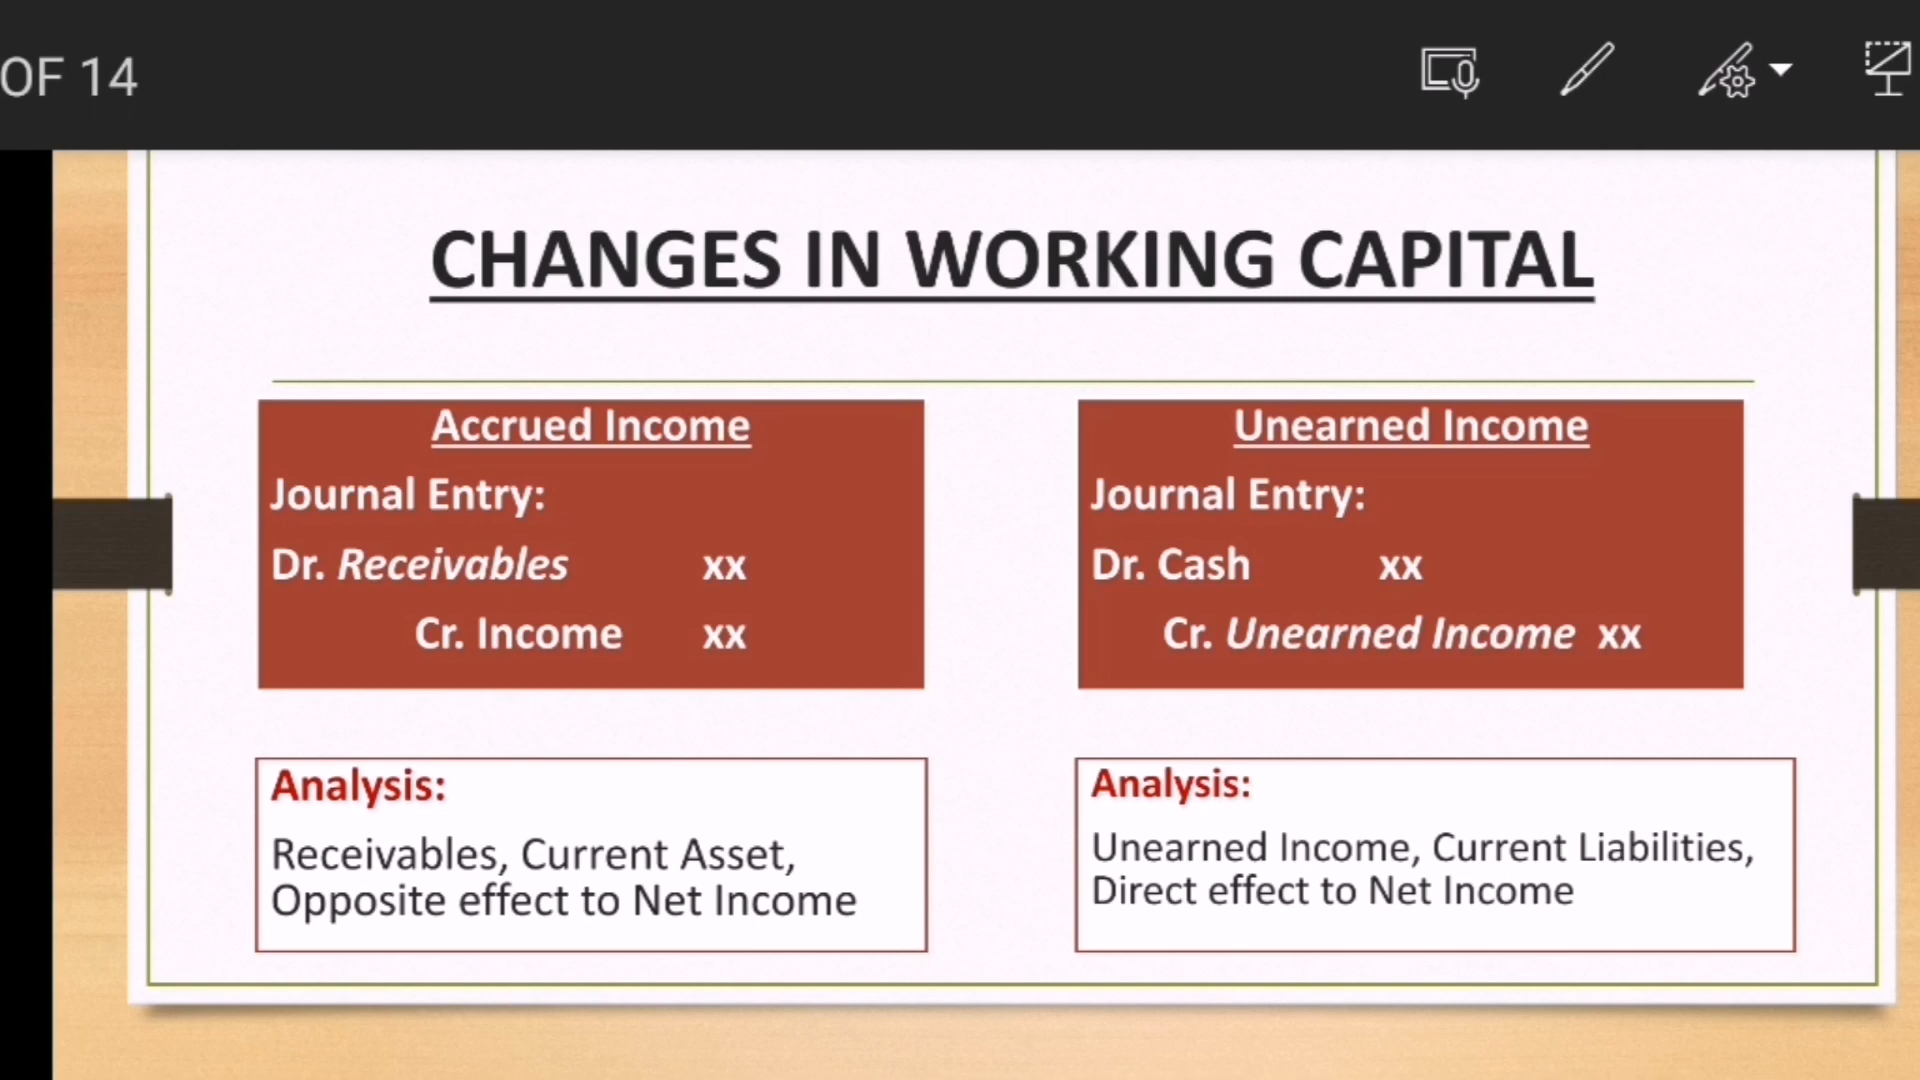 OF 14
CHANGES IN WORKING CAPITAL
Accrued Income
Journal Entry:
Dr. Receivables xx
Cr. Income xx
Analysis:
Receivables, Current Asset,
Opposite effect to Net Income
Unearned Income
Journal Entry:
Dr. Cash xx
Cr. Unearned Income xx
Analysis:
Unearned Income, Current Liabilities,
Direct effect to Net Income